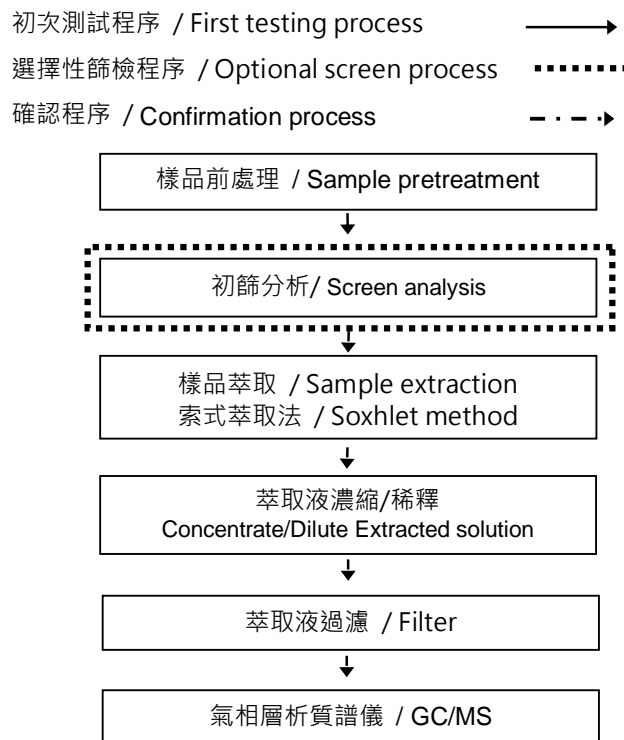 初次測試程序 / First testing process
選擇性篩檢程序 / Optional screen process
確認程序 / Confirmation process
樣品前處理 / Sample pretreatment
初篩分析/ Screen analysis
樣品萃取 / Sample extraction
索式萃取法 / Soxhlet method
萃取液濃縮/稀釋
Concentrate/Dilute Extracted solution
萃取液過濾 / Filter
氣相層析質譜儀 / GC/MS